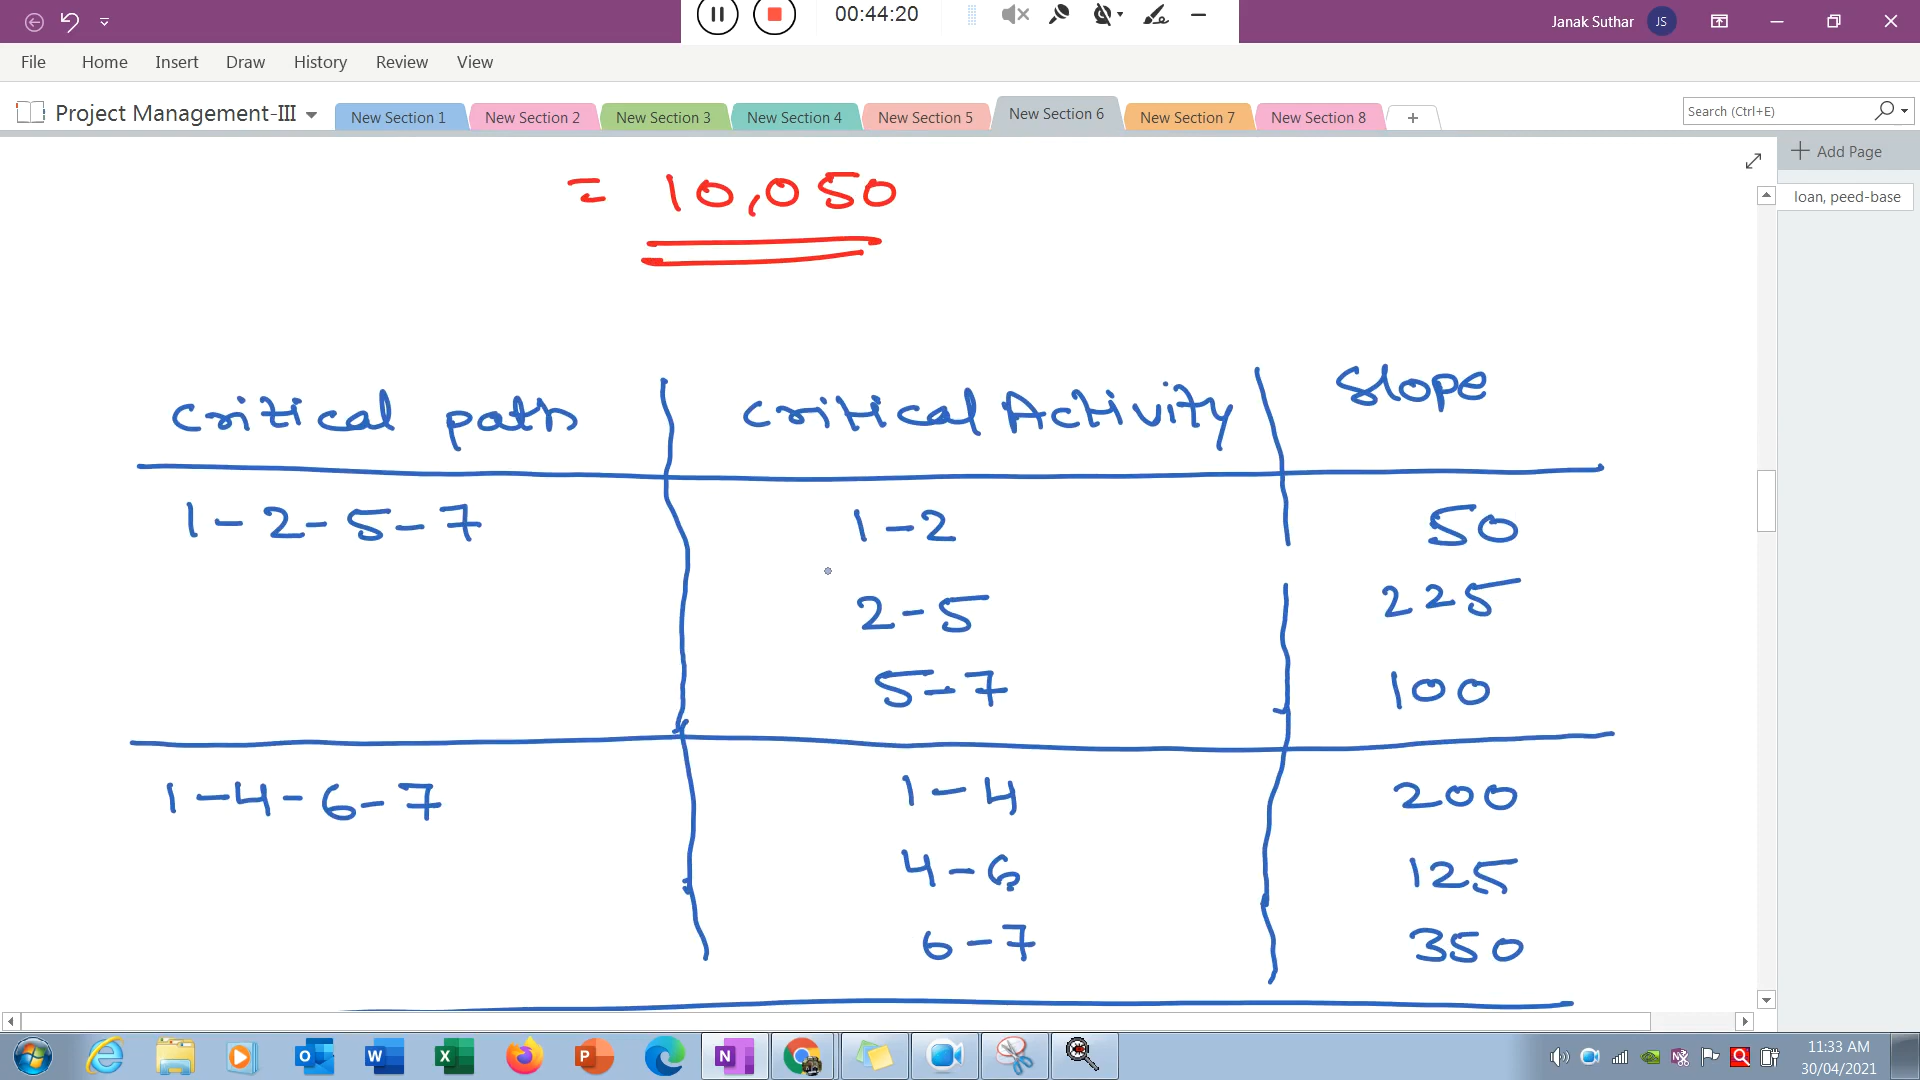 00:44:20
Janak Suthar JS
File Home Insert Draw History Review View
Project Management-III New Section 1 New Section 2 New Section 3 New Section 4 New Section 5 New Section 6 New Section 7 New Section 8 + Search (Ctrl+E)
Add Page
loan, peed-base
= 10,050
critical path critical Activity slope
1-2-5-7 1-2 50
2-5 225
5-7 100
1-4-6-7 1-4 200
4-6 125
6-7 350
11:33 AM
30/04/2021